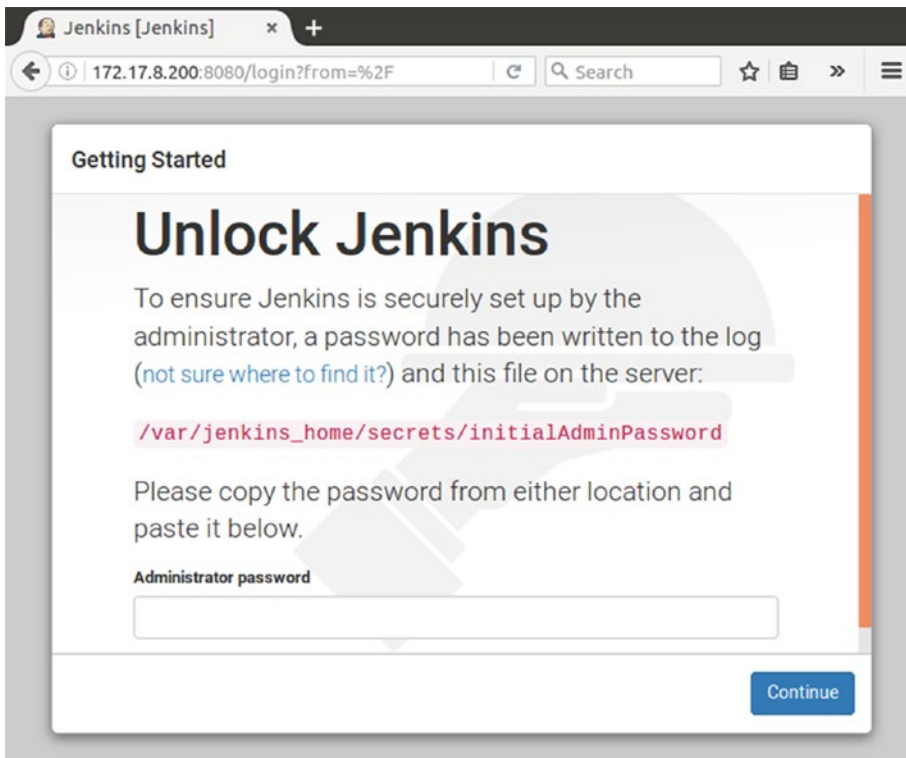 Jenkins [Jenkins]
172.17.8.200:8080/login?from=%2F
Search
Getting Started
Unlock Jenkins
To ensure Jenkins is securely set up by the
administrator, a password has been written to the log
(not sure where to find it?) and this file on the server:
/var/jenkins_home/secrets/initialAdminPassword
Please copy the password from either location and
paste it below.
Administrator password
Continue